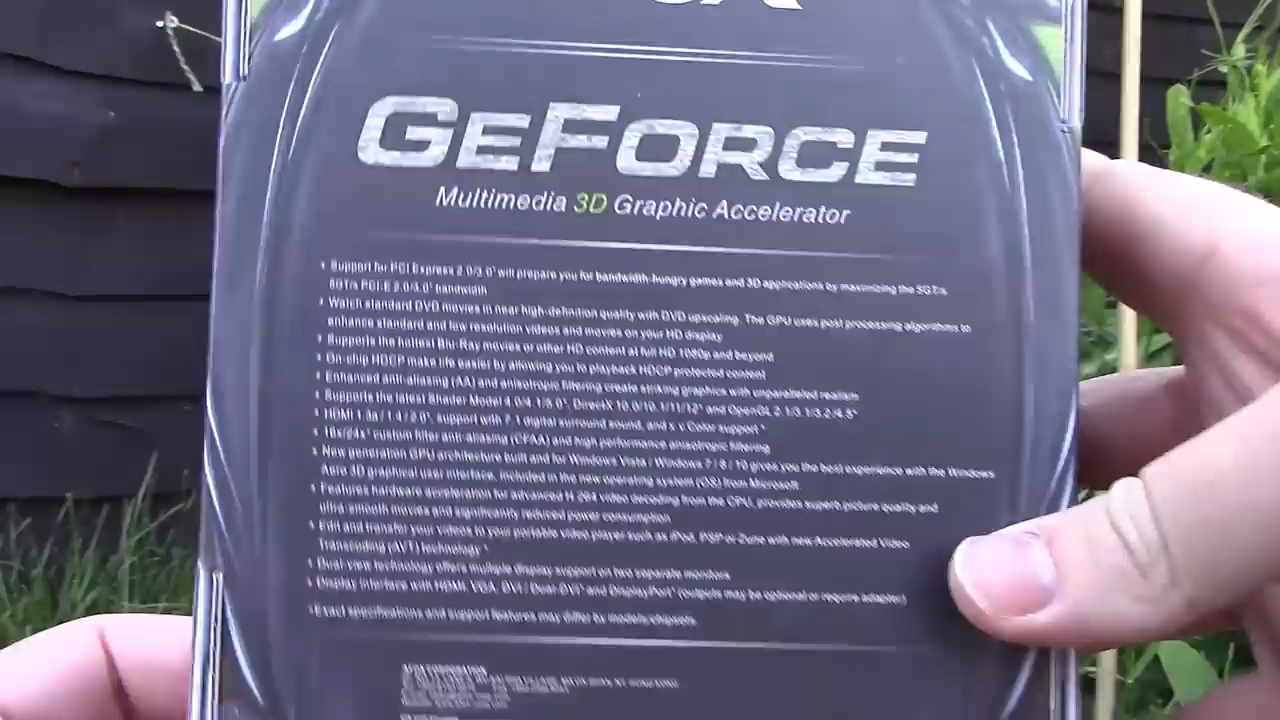 GEFORCE
Multimedia 3D Graphic Accelerator
• Support for PCI Express 2.0/3.0* will prepare you for bandwidth-hungry games and 3D applications by maximizing the 5GT/s
8GT/s PCI-E 2.0/3.0* bandwidth
• Watch standard DVD movies in near high-definition quality with DVD upscaling. The GPU uses post processing algorithms to
enhance standard and low resolution videos and movies on your HD display
• Supports the hottest Blu-Ray movies or other HD content at full HD 1080p and beyond
• On-chip HDCP make life easier by allowing you to playback HDCP protected content
• Enhanced anti-aliasing (AA) and anisotropic filtering create striking graphics with unparalleled realism
• Supports the latest Shader Model 4.0/4.1/5.0*, DirectX 10.0/10.1/11/12* and OpenGL 2.1/3.1/3.2/4.5*
• HDMI 1.3a/1.4/2.0*, support with 7.1 digital surround sound, and x.v.Color support *
• 16x/24x* custom filter anti-aliasing (CFAA) and high performance anisotropic filtering
• New generation GPU architecture built and for Windows Vista / Windows 7 / 8 / 10 gives you the best experience with the Windows
Aero 3D graphical user interface, included in the new operating system (OS) from Microsoft
• Features hardware acceleration for advanced H.264 video decoding from the CPU, provides superb picture quality and
ultra smooth movies and significantly reduced power consumption
• Edit and transfer your videos to your portable video player such as iPod, PSP or Zune with new Accelerated Video
Transcoding (AVT) technology *
• Dual-view technology offers multiple display support on two separate monitors
• Display interface with HDMI, VGA, DVI / Dual-DVI* and DisplayPort* (outputs may be optional or require adapter)
*Exact specifications and support features may differ by models/chipsets.